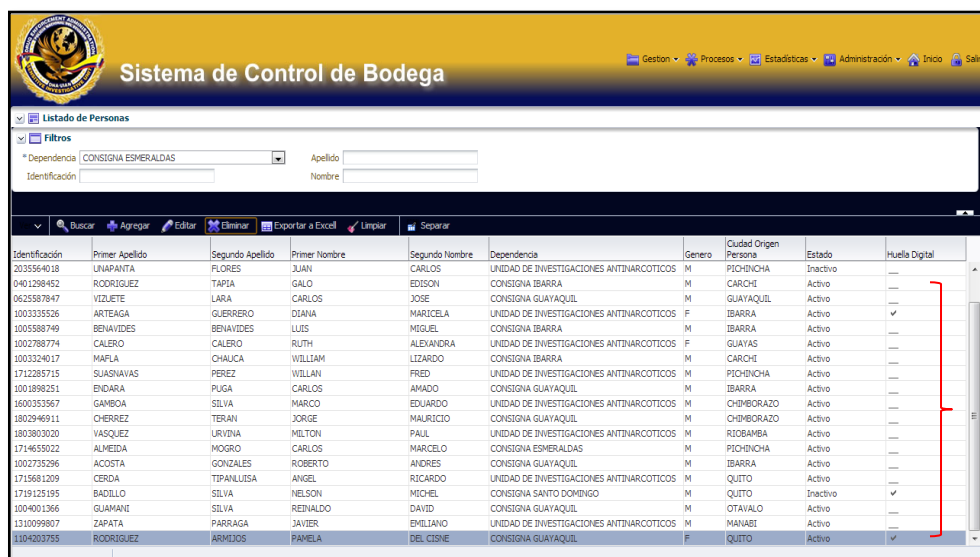 Sistema de Control de Bodega
Gestion Procesos Estadísticas Administración Inicio Salir
Listado de Personas
Filtros
* Dependencia CONSIGNA ESMERALDAS Apellido
Identificación Nombre
Buscar Agregar Editar Eliminar Exportar a Excell Limpiar Separar
Identificación Primer Apellido Segundo Apellido Primer Nombre Segundo Nombre Dependencia Genero Ciudad Origen Persona Estado Huella Digital
2035564018 UNAPANTA FLORES JUAN CARLOS UNIDAD DE INVESTIGACIONES ANTINARCOTICOS M PICHINCHA Inactivo
0401298452 RODRIGUEZ TAPIA GALO EDISON CONSIGNA IBARRA M CARCHI Activo
0625587847 VIZUETE LARA CARLOS JOSE CONSIGNA GUAYAQUIL M GUAYAQUIL Activo
1003335526 ARTEAGA GUERRERO DIANA MARICELA UNIDAD DE INVESTIGACIONES ANTINARCOTICOS F IBARRA Activo
1005588749 BENAVIDES BENAVIDES LUIS MIGUEL CONSIGNA IBARRA M IBARRA Activo
1002788774 CALERO CALERO RUTH ALEXANDRA UNIDAD DE INVESTIGACIONES ANTINARCOTICOS F GUAYAS Activo
1003324017 MAFLA CHAUCA WILLIAM LIZARDO CONSIGNA IBARRA M CARCHI Activo
1712285715 SUASNAVAS PEREZ WILLAN FRED UNIDAD DE INVESTIGACIONES ANTINARCOTICOS M PICHINCHA Activo
1001898251 ENDARA PUGA CARLOS AMADO CONSIGNA GUAYAQUIL M IBARRA Activo
1600353567 GAMBOA SILVA MARCO EDUARDO UNIDAD DE INVESTIGACIONES ANTINARCOTICOS M CHIMBORAZO Activo
1802946911 CHERREZ TERAN JORGE MAURICIO CONSIGNA GUAYAQUIL M CHIMBORAZO Activo
1803803020 VASQUEZ URVINA MILTON PAUL UNIDAD DE INVESTIGACIONES ANTINARCOTICOS M RIOBAMBA Activo
1714655022 ALMEIDA MOGRO CARLOS MARCELO CONSIGNA ESMERALDAS M PICHINCHA Activo
1002735296 ACOSTA GONZALES ROBERTO ANDRES CONSIGNA GUAYAQUIL M IBARRA Activo
1715681209 CERDA TIPANLUISA ANGEL RICARDO UNIDAD DE INVESTIGACIONES ANTINARCOTICOS M QUITO Activo
1719125195 BADILLO SILVA NELSON MICHEL CONSIGNA SANTO DOMINGO M QUITO Inactivo
1004001366 GUAMANI SILVA REINALDO DAVID CONSIGNA GUAYAQUIL M OTAVALO Activo
1310099807 ZAPATA PARRAGA JAVIER EMILIANO UNIDAD DE INVESTIGACIONES ANTINARCOTICOS M MANABI Activo
1104203755 RODRIGUEZ ARMIJOS PAMELA DEL CISNE CONSIGNA GUAYAQUIL F QUITO Activo